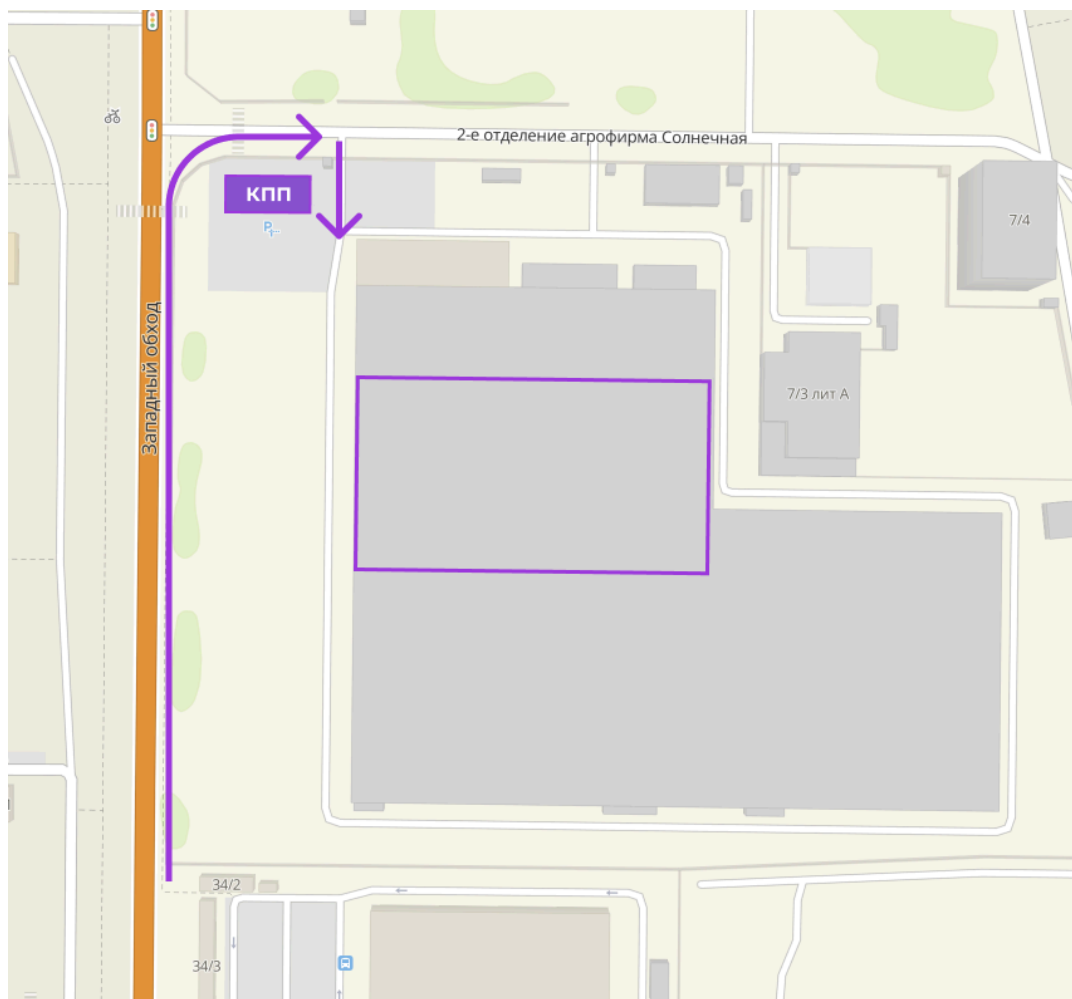 2-е отделение агрофирма Солнечная
КПП
P
7/4
Западный обход
7/3 лит А
34/2
34/3